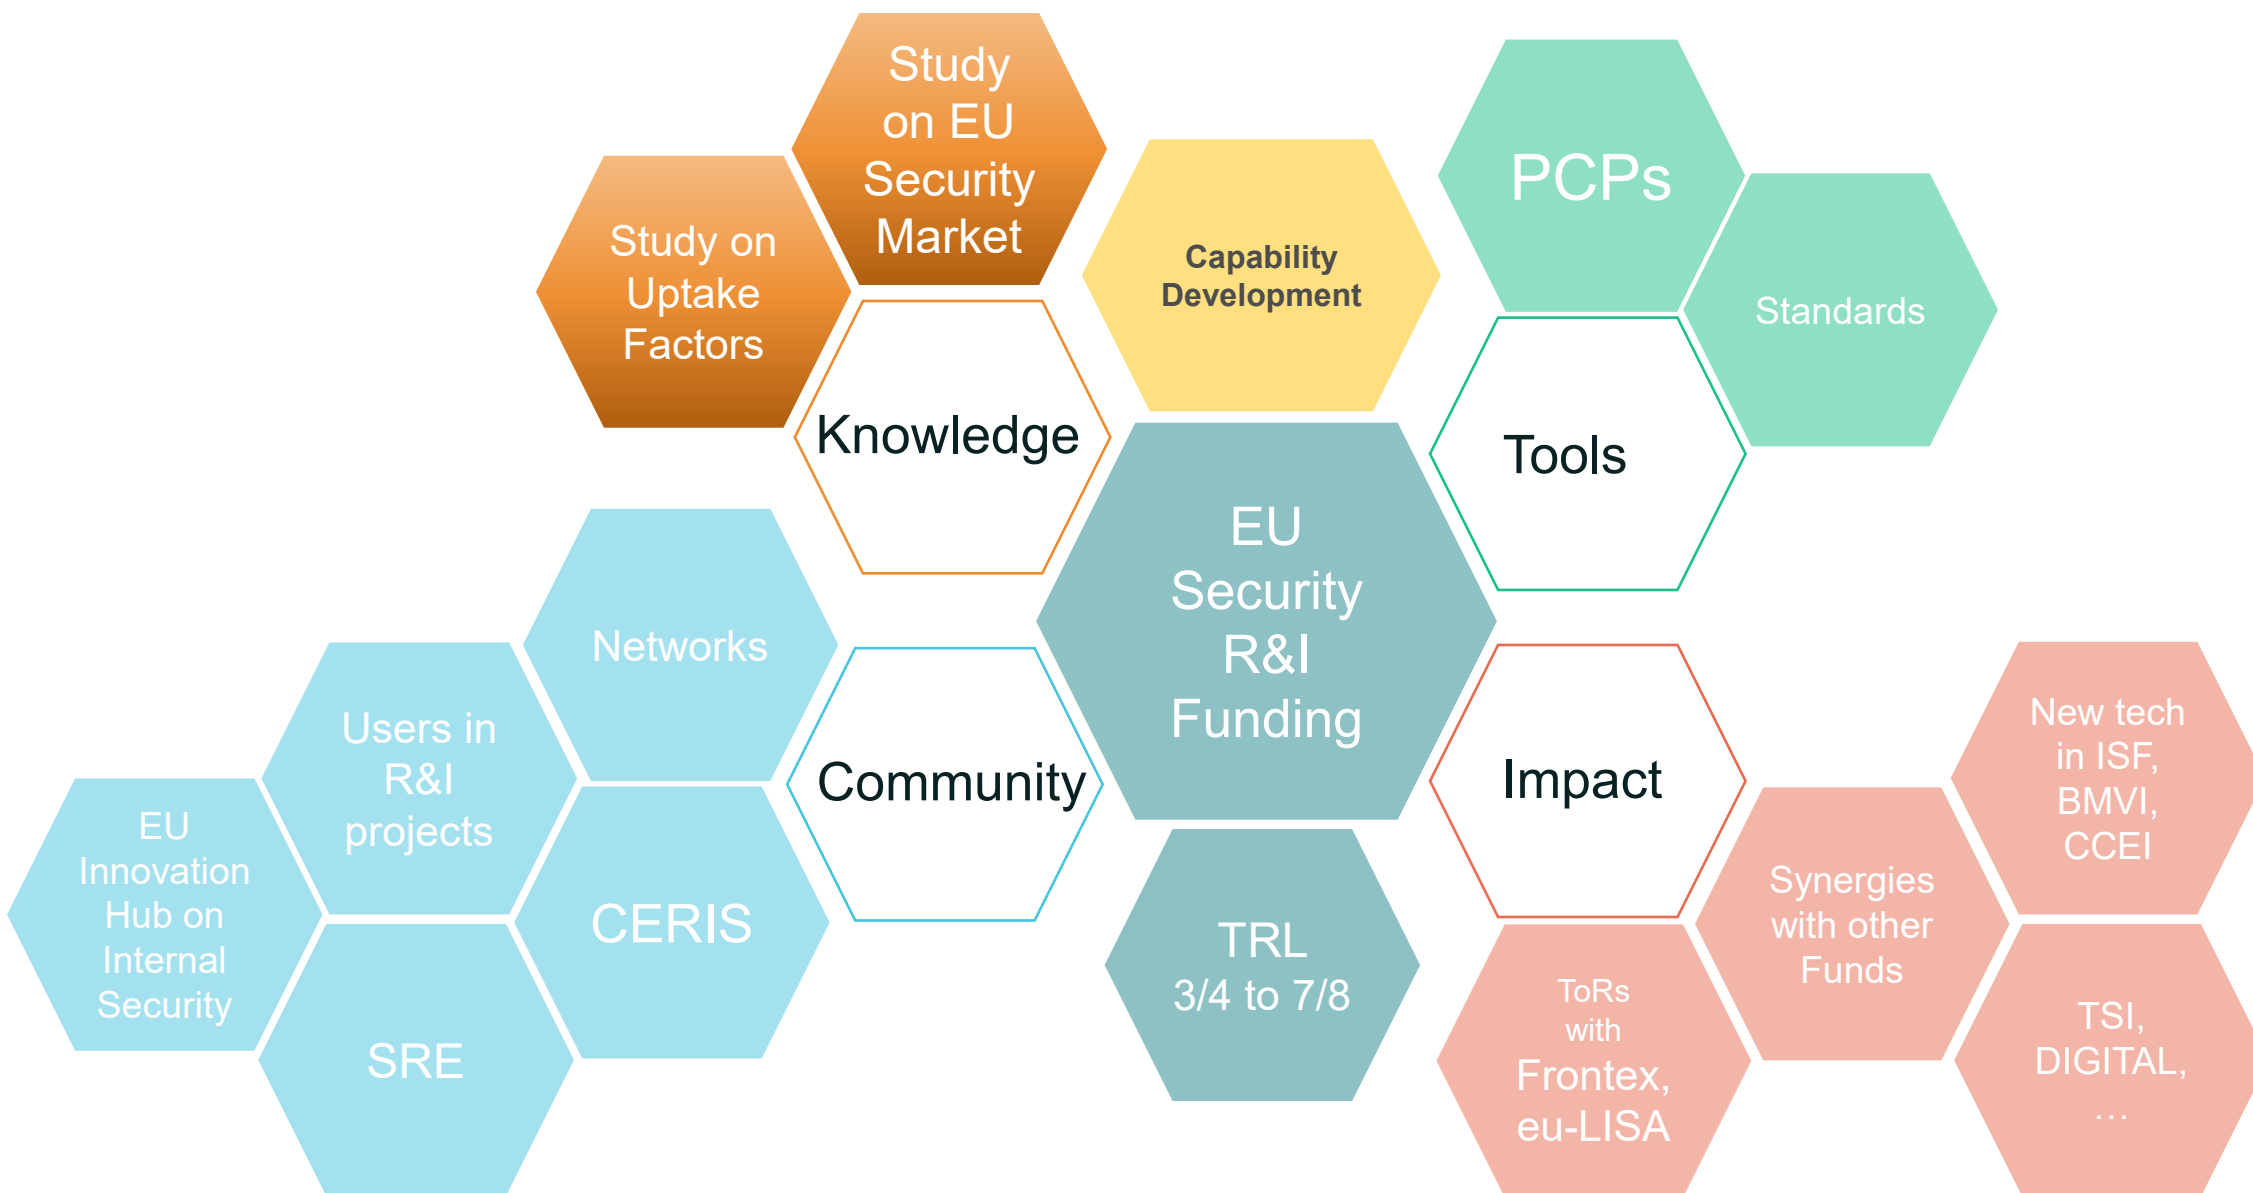 Study
on EU
Security
Market
Study on
Uptake
Factors
Capability
Development
PCPs
Standards
Knowledge
Tools
EU
Security
R&I
Funding
Networks
Users in
R&I
projects
Community
Impact
EU
Innovation
Hub on
Internal
Security
CERIS
SRE
TRL
3/4 to 7/8
New tech
in ISF,
BMVI,
CCEI
Synergies
with other
Funds
ToRs
with
Frontex,
eu-LISA
TSI,
DIGITAL,
…